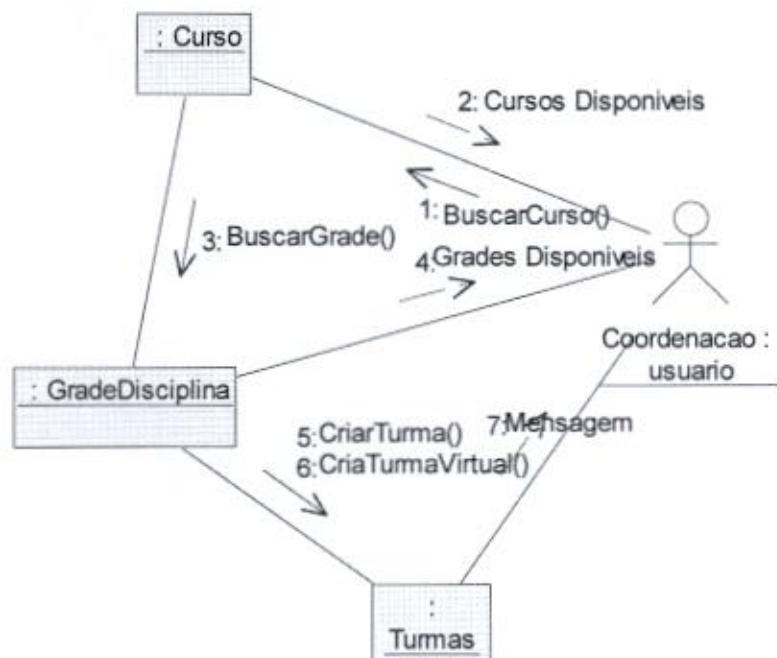 : Curso
2: Cursos Disponiveis
1: BuscarCurso()
3: BuscarGrade()
4: Grades Disponiveis
Coordenacao :
usuario
: GradeDisciplina
5: CriarTurma()
7: Mensagem
6: CriaTurmaVirtual()
:
Turmas